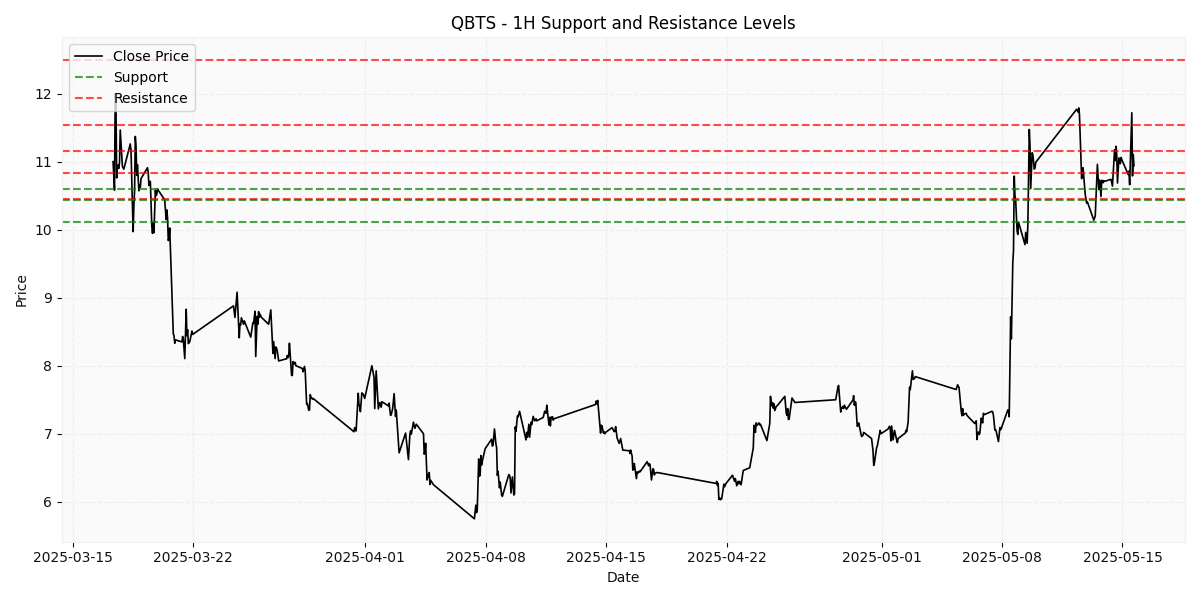 QBTS - 1H Support and Resistance Levels
Close Price
Support
Resistance
Price
12
11
10
9
8
7
6
2025-03-15
2025-03-22
2025-04-01
2025-04-08
2025-04-15
2025-04-22
2025-05-01
2025-05-08
2025-05-15
Date